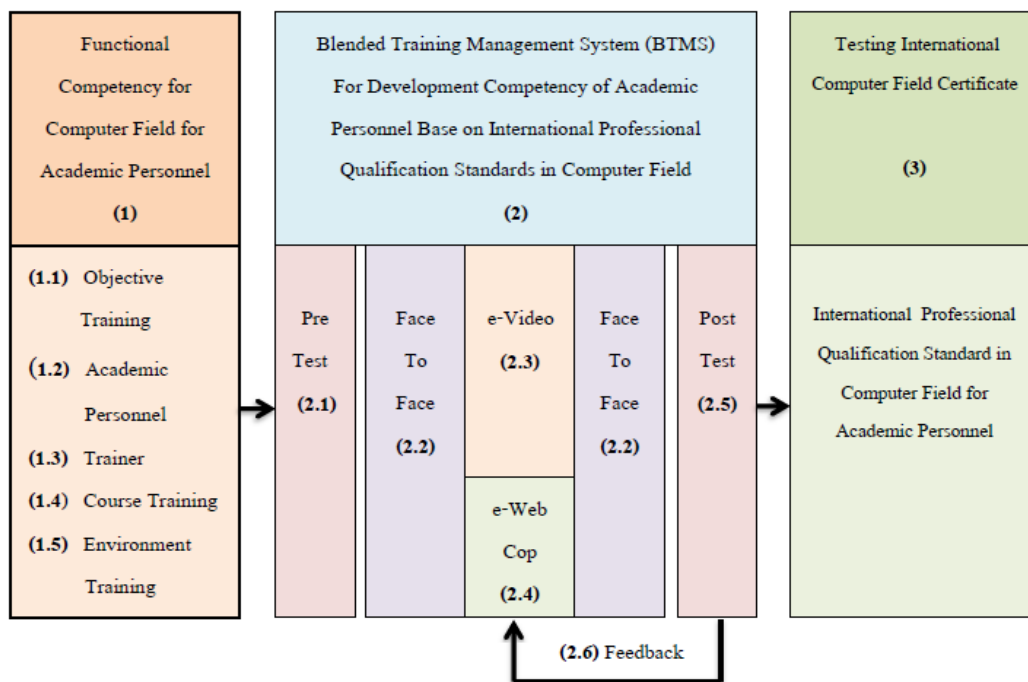 Functional
Competency for
Computer Field for
Academic Personnel
(1)
Blended Training Management System (BTMS)
For Development Competency of Academic
Personnel Base on International Professional
Qualification Standards in Computer Field
(2)
Testing International
Computer Field Certificate
(3)
(1.1) Objective
Training
(1.2) Academic
Personnel
(1.3) Trainer
(1.4) Course Training
(1.5) Environment
Training
Pre
Test
(2.1)
Face
To
Face
(2.2)
e-Video
(2.3)
e-Web
Cop
(2.4)
Face
To
Face
(2.2)
Post
Test
(2.5)
International Professional
Qualification Standard in
Computer Field for
Academic Personnel
(2.6) Feedback